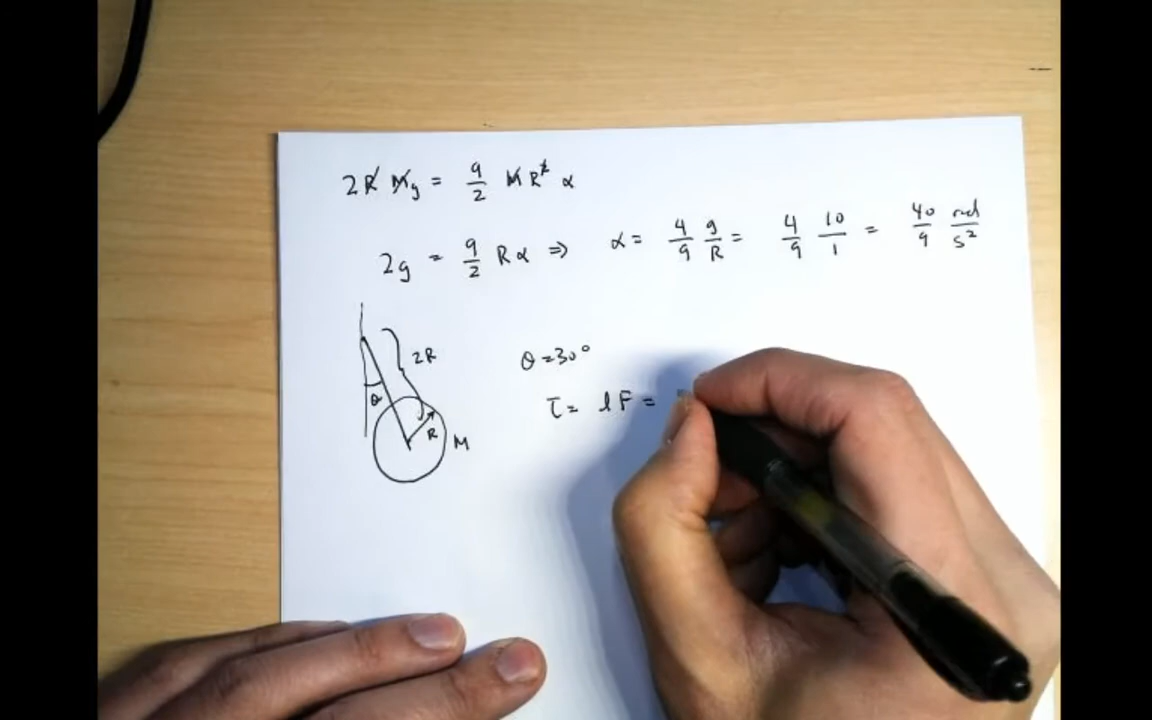 2R Mg = 9/2 MR² α
2g = 9/2 Rα ⇒ α = 4/9 g/R = 4/9 10/1 = 40/9 rad/s²
2R
θ = 30°
θ
τ = lF =
R
M